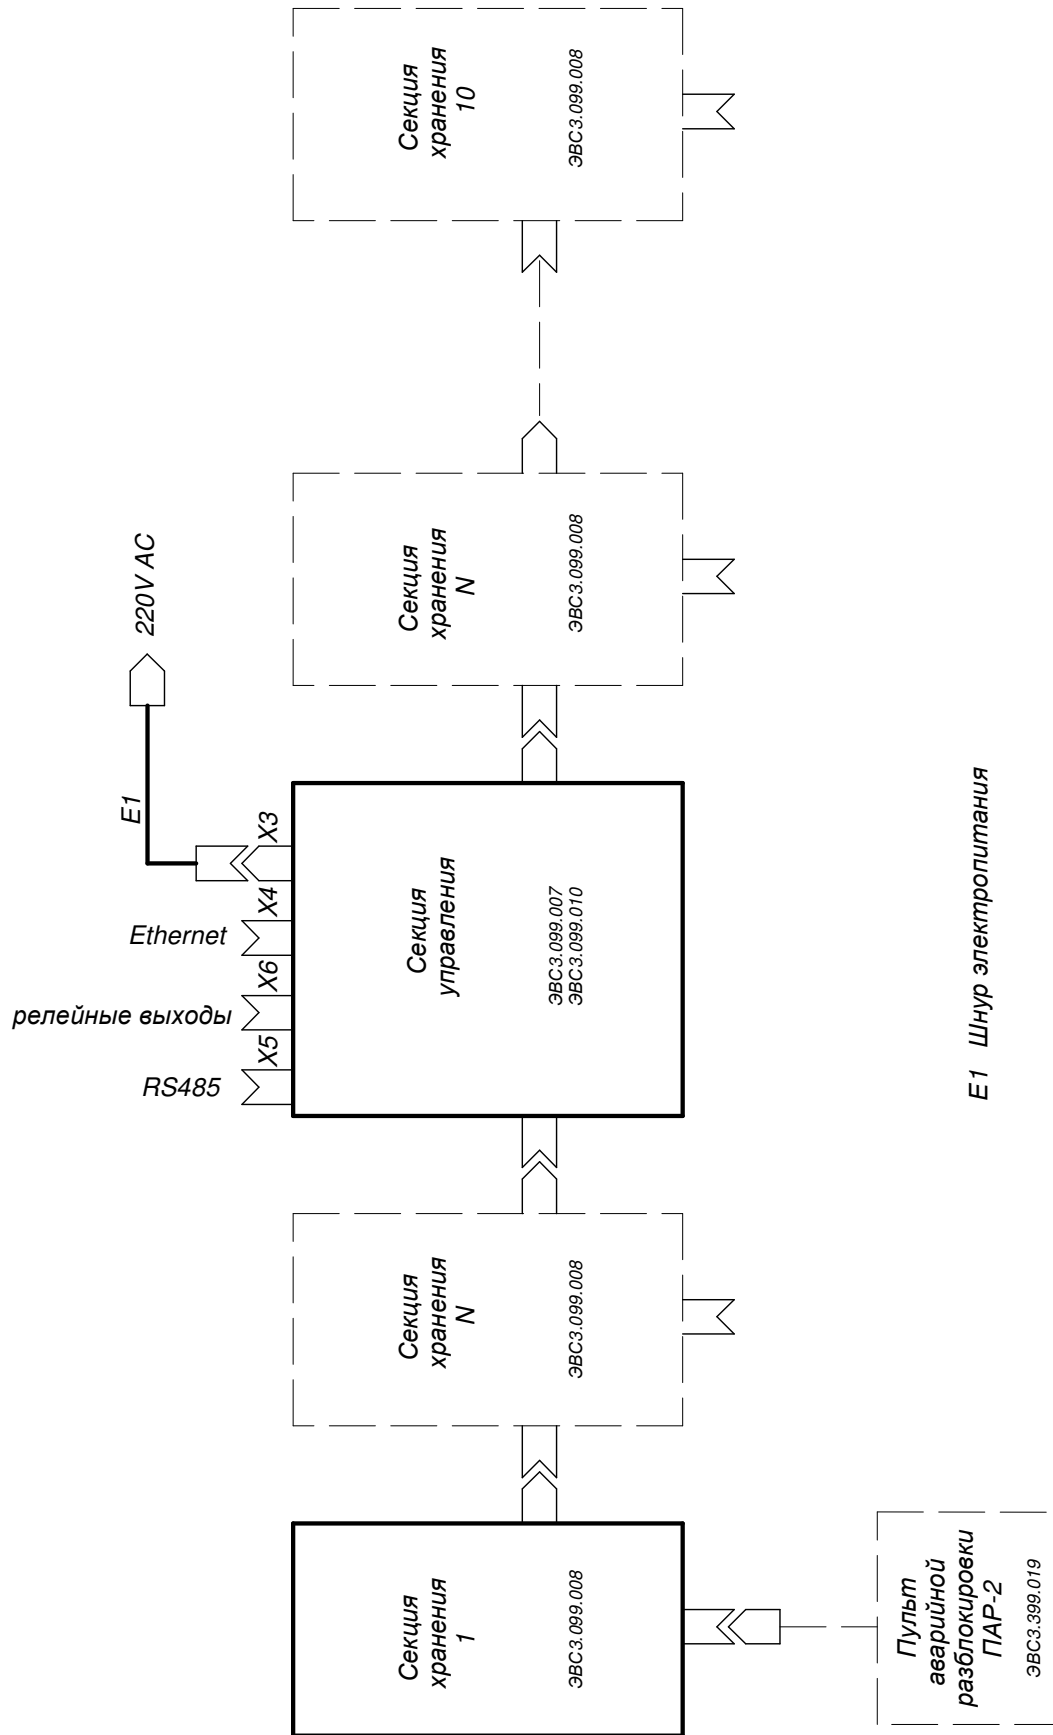 220V AC
E1
X3
X4
X6
X5
Ethernet
релейные выходы
RS485
Секция
хранения
1
ЭВС3.099.008
Секция
хранения
N
ЭВС3.099.008
Секция
управления
ЭВС3.099.007
ЭВС3.099.010
Секция
хранения
N
ЭВС3.099.008
Секция
хранения
10
ЭВС3.099.008
Пульт
аварийной
разблокировки
ПАР-2
ЭВС3.399.019
E1 Шнур электропитания